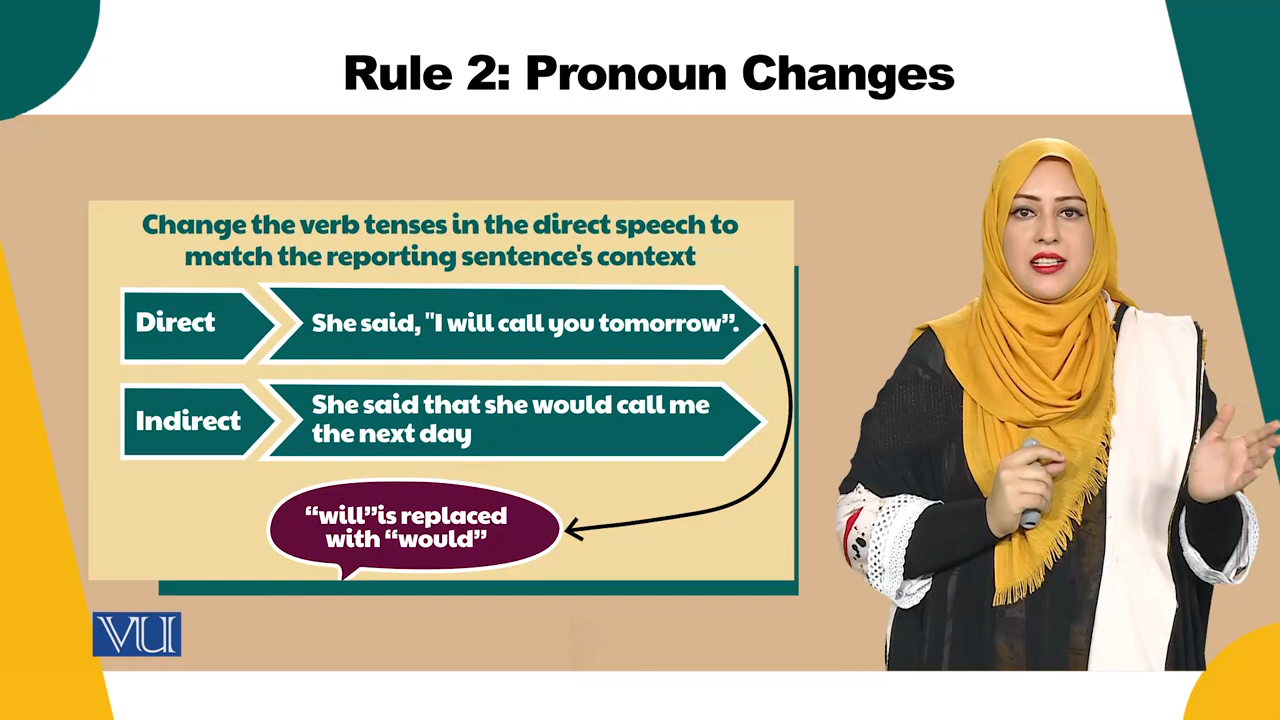 Rule 2: Pronoun Changes
Change the verb tenses in the direct speech to
match the reporting sentence's context
Direct
She said, "I will call you tomorrow”.
Indirect
She said that she would call me
the next day
“will”is replaced
with “would”
VU